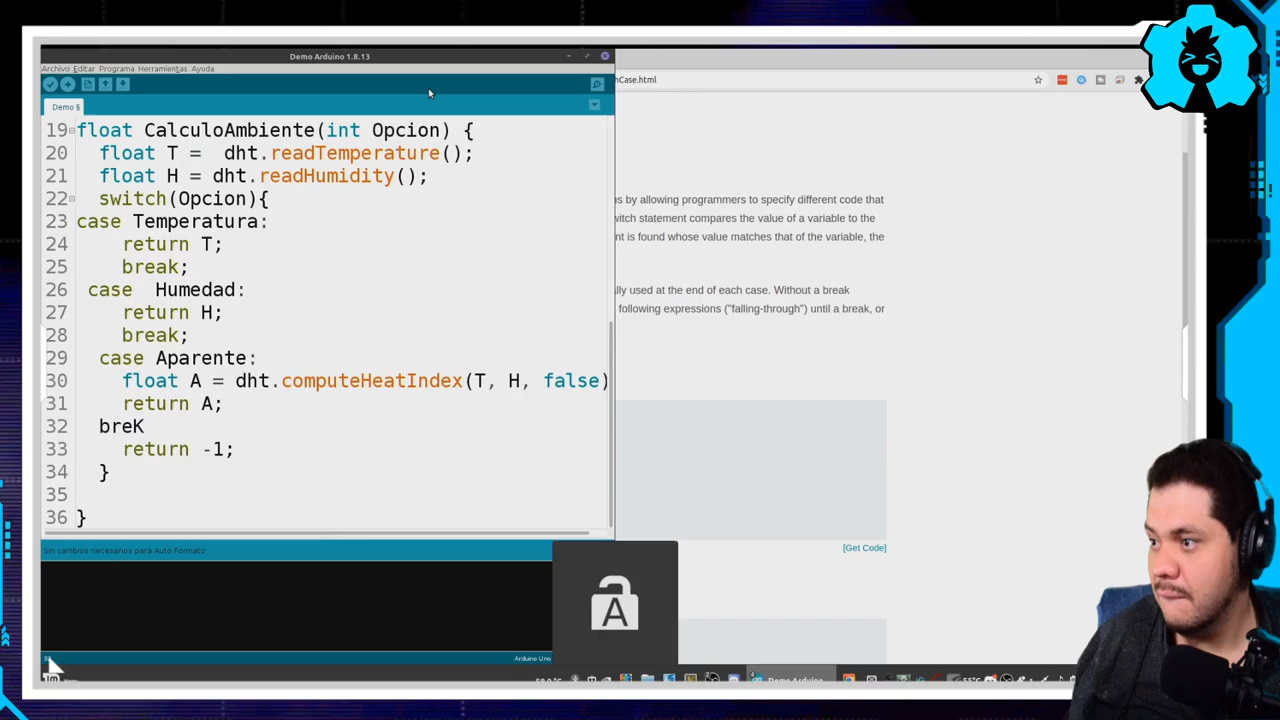 Demo Arduino 1.8.13
Archivo Editar Programa Herramientas Ayuda
nCase.html
Demo §
19 float CalculoAmbiente(int Opcion) {
20 float T = dht.readTemperature();
21 float H = dht.readHumidity();
22 switch(Opcion){
23 case Temperatura:
24 return T;
25 break;
26 case Humedad:
27 return H;
28 break;
29 case Aparente:
30 float A = dht.computeHeatIndex(T, H, false)
31 return A;
32 breK
33 return -1;
34 }
35
36 }
s by allowing programmers to specify different code that
witch statement compares the value of a variable to the
nt is found whose value matches that of the variable, the
lly used at the end of each case. Without a break
following expressions ("falling-through") until a break, or
[Get Code]
Sin cambios necesarios para Auto Formato
A
Arduino Uno
Demo Arduino